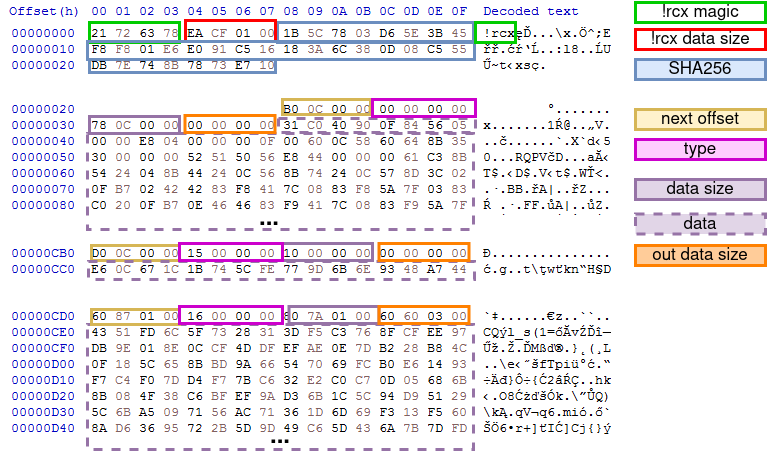 Offset(h) 00 01 02 03 04 05 06 07 08 09 0A 0B 0C 0D 0E 0F Decoded text
00000000 21 72 63 78 EA CF 01 00 1B 5C 78 03 D6 5E 3B 45 !rcxęĎ...\x.Ö^;E
00000010 F8 F8 01 E6 E0 91 C5 16 18 3A 6C 38 0D 08 C5 55 řř.ćŕ‘Ĺ..:l8..ĹU
00000020 DB 7E 74 8B 78 73 E7 10 Ű~t‹xsç.
00000020 B0 0C 00 00 00 00 00 00 °.......
00000030 78 0C 00 00 00 00 00 00 31 C0 40 90 0F 84 56 05 x.......1Ŕ@..„V.
00000040 00 00 E8 04 00 00 00 0F 00 60 0C 58 60 64 8B 35 ..č......`.X`d‹5
00000050 30 00 00 00 52 51 50 56 E8 44 00 00 00 61 C3 8B 0...RQPVčD...aĂ‹
00000060 54 24 04 8B 44 24 0C 56 8B 74 24 0C 57 8D 3C 02 T$.‹D$.V‹t$.WŤ<.
00000070 0F B7 02 42 42 83 F8 41 7C 08 83 F8 5A 7F 03 83 .·.BB.řA|..řZ...
00000080 C0 20 0F B7 0E 46 46 83 F9 41 7C 08 83 F9 5A 7F Ŕ .·.FF.ůA|..ůZ.
...
00000CB0 D0 0C 00 00 15 00 00 00 10 00 00 00 00 00 00 00 Đ...............
00000CC0 E6 0C 67 1C 1B 74 5C FE 77 9D 6B 6E 93 48 A7 44 ć.g..t\ţwťkn“H§D
00000CD0 60 87 01 00 16 00 00 00 80 7A 01 00 60 60 03 00 `‡......€z..``..
00000CE0 43 51 FD 6C 5F 73 28 31 3D F5 C3 76 8F CF EE 97 CQýl_s(1=őĂvŹĎî—
00000CF0 DB 9E 01 8E 0C CF 4D DF EF AE 0E 7D B2 28 B8 4C Űž.Ž.ĎMßď®.}˛(¸L
00000D00 0F 18 5C 65 8B BD 9A 66 54 70 69 FC B0 E6 14 93 ..\e‹˝šfTpiü°ć.“
00000D10 F7 C4 F0 7D D4 F7 7B C6 32 E2 C0 C7 0D 05 68 6B ÷Äđ}Ô÷{Ć2âŔÇ..hk
00000D20 8B 08 4F 38 C6 BF EF 9A D3 6B 1C 5C 94 D9 51 29 ‹.O8Ćżďšók.\”ŮQ)
00000D30 5C 6B A5 09 71 56 AC 71 36 1D 6D 69 F3 13 F5 60 \kĄ.qV¬q6.mió.ő`
00000D40 8A D6 36 95 72 2B 5D 9D 49 C6 5D 43 6A 7B 7D FD ŠÖ6•r+]ťIĆ]Cj{}ý
...
!rcx magic
!rcx data size
SHA256
next offset
type
data size
data
out data size